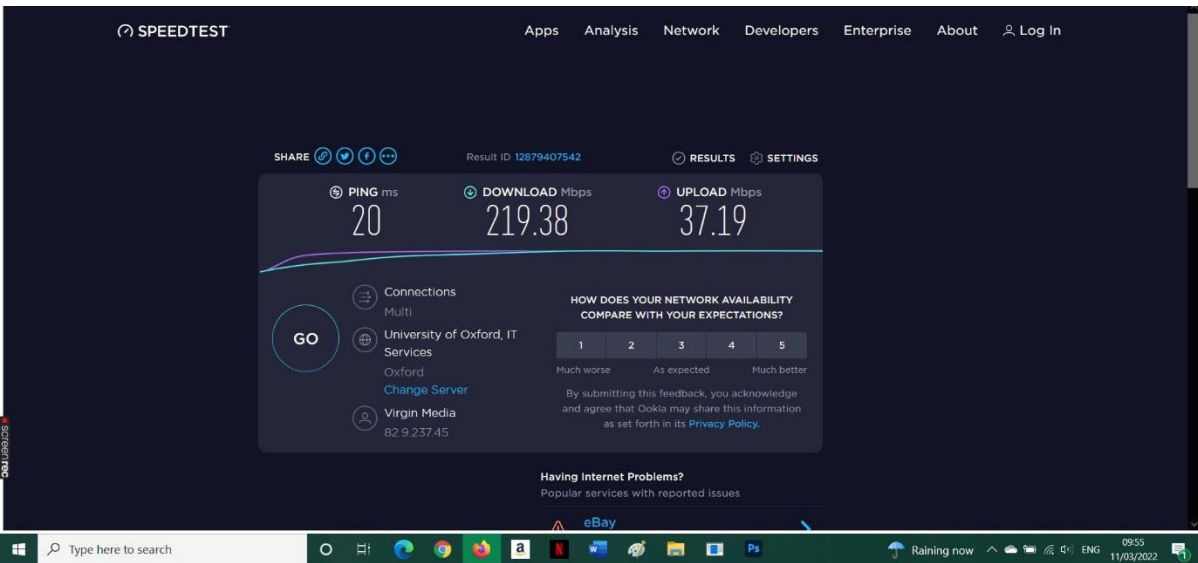 SPEEDTEST
Apps Analysis Network Developers Enterprise About Log In
SHARE Result ID 12879407542 RESULTS SETTINGS
PING ms DOWNLOAD Mbps UPLOAD Mbps
20 219.38 37.19
GO
Connections
Multi
University of Oxford, IT
Services
Oxford
Change Server
Virgin Media
82.9.237.45
HOW DOES YOUR NETWORK AVAILABILITY
COMPARE WITH YOUR EXPECTATIONS?
1 2 3 4 5
Much worse As expected Much better
By submitting this feedback, you acknowledge
and agree that Ookla may share this information
as set forth in its Privacy Policy.
Having Internet Problems?
Popular services with reported issues
eBay
screenrec
Type here to search
a
N
W
Ps
Raining now
ENG
09:55
11/03/2022
1